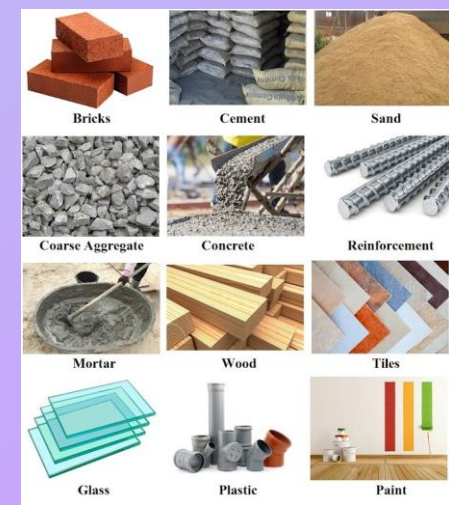 Bricks
Cement
Sand
Coarse Aggregate
Concrete
Reinforcement
Mortar
Wood
Tiles
Glass
Plastic
Paint